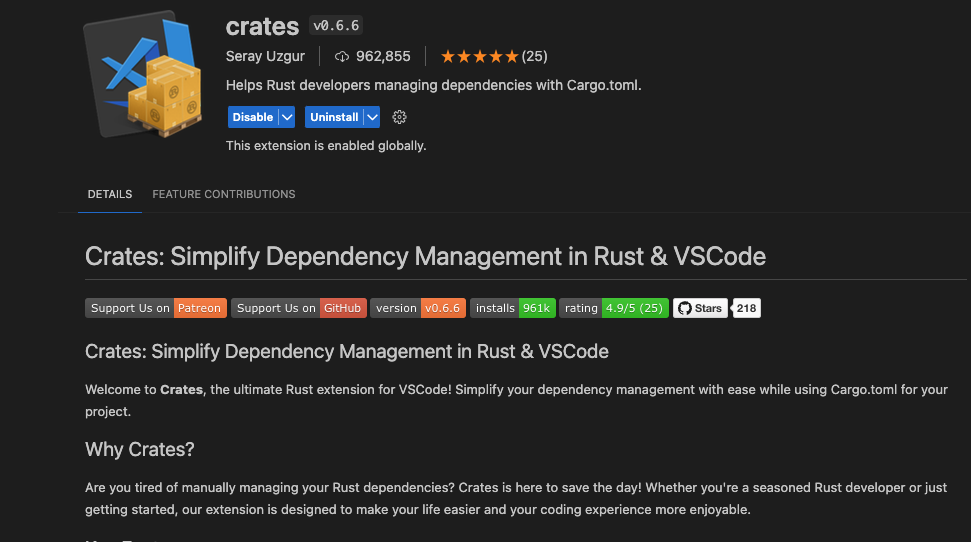 crates v0.6.6
Seray Uzgur 962,855 (25)
Helps Rust developers managing dependencies with Cargo.toml.
Disable Uninstall
This extension is enabled globally.
DETAILS FEATURE CONTRIBUTIONS
Crates: Simplify Dependency Management in Rust & VSCode
Support Us on Patreon Support Us on GitHub version v0.6.6 installs 961k rating 4.9/5 (25) Stars 218
Crates: Simplify Dependency Management in Rust & VSCode
Welcome to Crates, the ultimate Rust extension for VSCode! Simplify your dependency management with ease while using Cargo.toml for your
project.
Why Crates?
Are you tired of manually managing your Rust dependencies? Crates is here to save the day! Whether you're a seasoned Rust developer or just
getting started, our extension is designed to make your life easier and your coding experience more enjoyable.